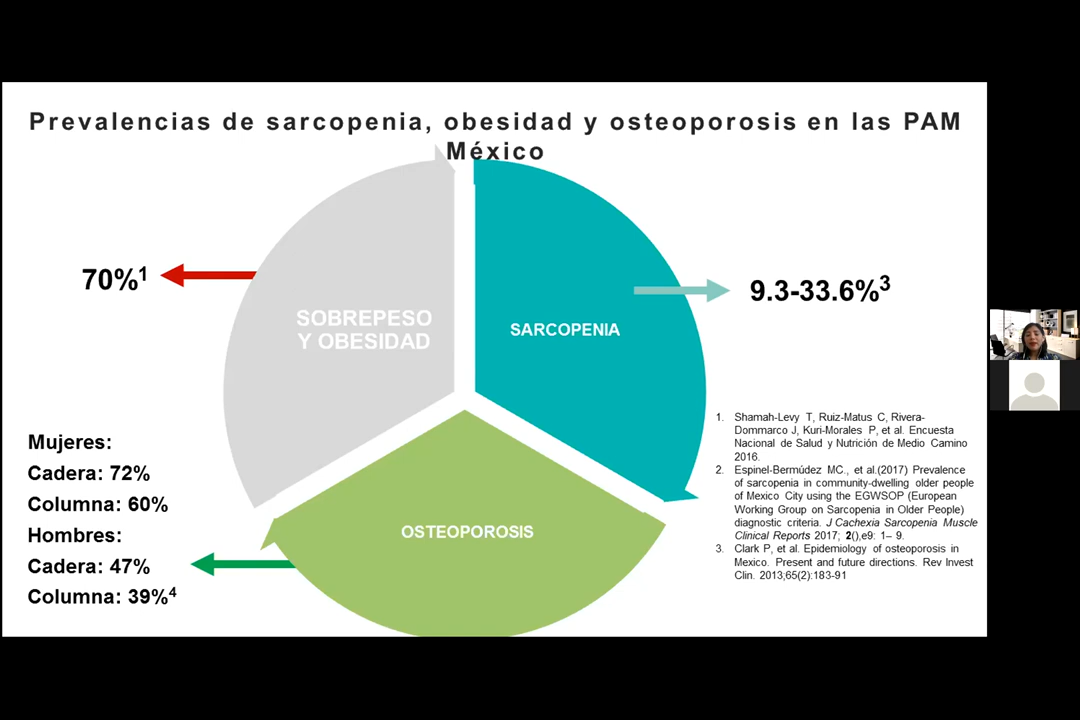 Prevalencias de sarcopenia, obesidad y osteoporosis en las PAM
México
70%¹
SOBREPESO
Y OBESIDAD
SARCOPENIA
9.3-33.6%³
Mujeres:
Cadera: 72%
Columna: 60%
Hombres:
Cadera: 47%
Columna: 39%⁴
OSTEOPOROSIS
1. Shamah-Levy T, Ruiz-Matus C, Rivera-
Dommarco J, Kuri-Morales P, et al. Encuesta
Nacional de Salud y Nutrición de Medio Camino
2016.
2. Espinel-Bermúdez MC., et al.(2017) Prevalence
of sarcopenia in community-dwelling older people
of Mexico City using the EGWSOP (European
Working Group on Sarcopenia in Older People)
diagnostic criteria. J Cachexia Sarcopenia Muscle
Clinical Reports 2017; 2(),e9: 1– 9.
3. Clark P, et al. Epidemiology of osteoporosis in
Mexico. Present and future directions. Rev Invest
Clin. 2013;65(2):183-91